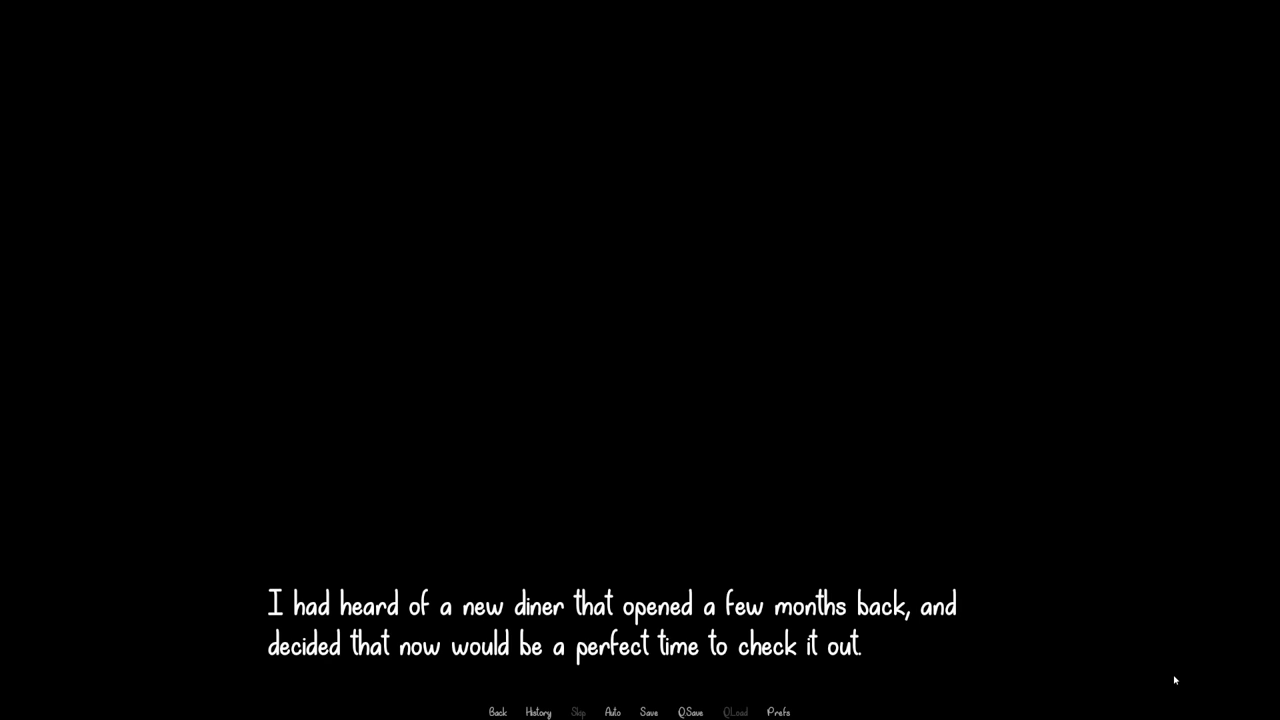 I had heard of a new diner that opened a few months back, and
decided that now would be a perfect time to check it out.
Back History Skip Auto Save QSave QLoad Prefs